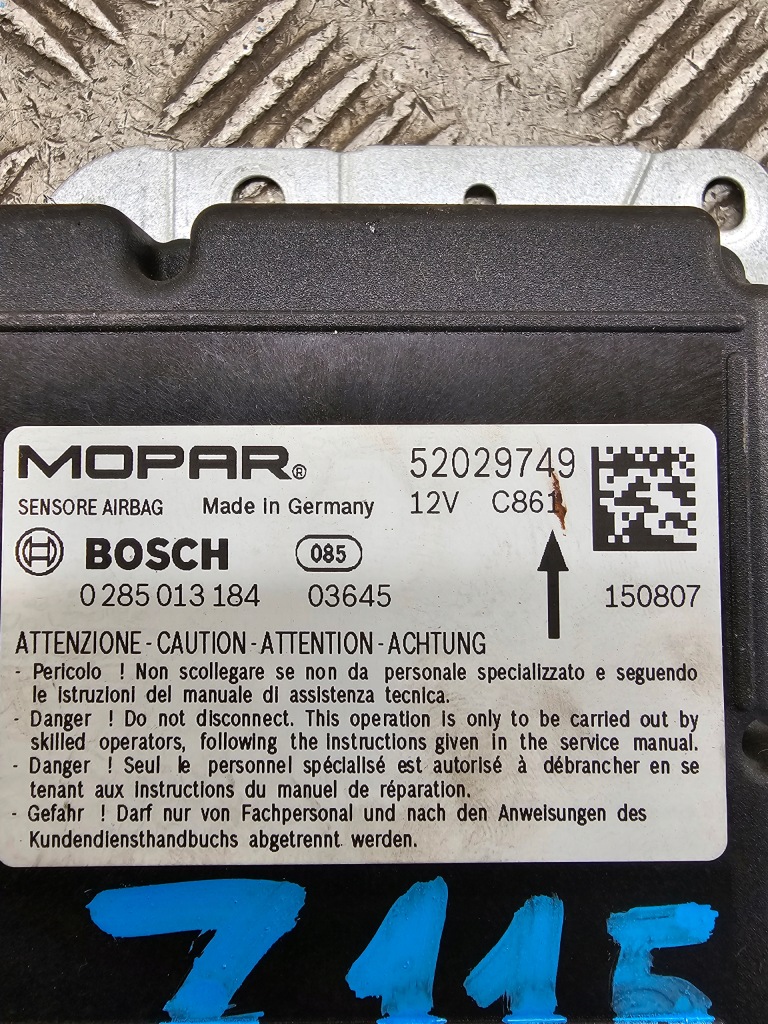 MOPAR® 52029749
SENSORE AIRBAG Made in Germany 12V C861
BOSCH 085
0 285 013 184 03645 150807
ATTENZIONE - CAUTION - ATTENTION - ACHTUNG
- Pericolo ! Non scollegare se non da personale specializzato e seguendo
le istruzioni del manuale di assistenza tecnica.
- Danger ! Do not disconnect. This operation is only to be carried out by
skilled operators, following the instructions given in the service manual.
- Danger ! Seul le personnel spécialisé est autorisé à débrancher en se
tenant aux instructions du manuel de réparation.
- Gefahr ! Darf nur von Fachpersonal und nach den Anweisungen des
Kundendiensthandbuchs abgetrennt werden.